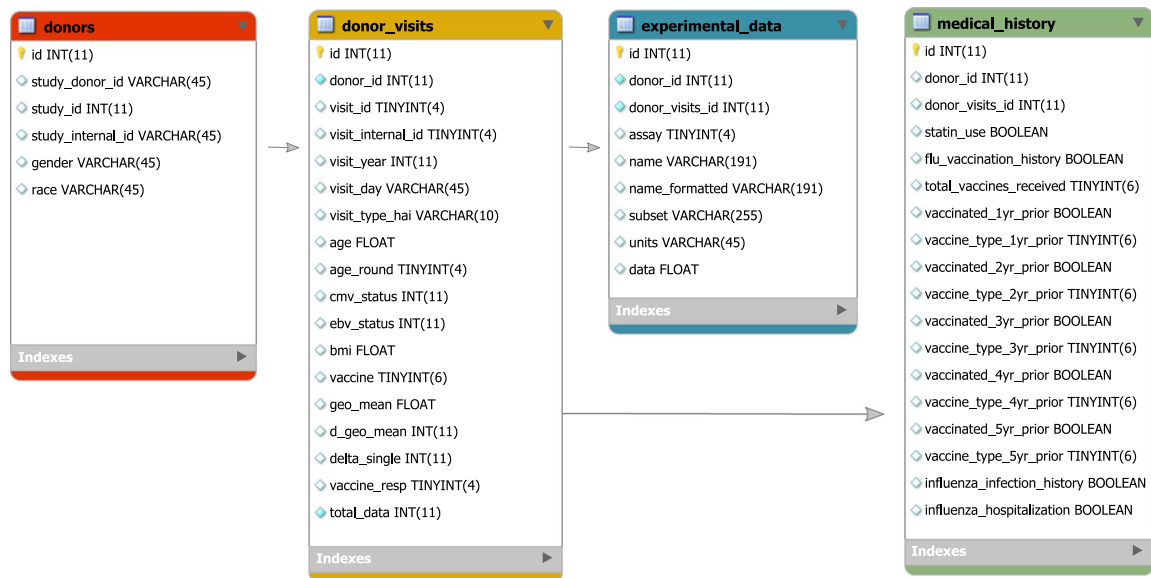 donors
id INT(11)
study_donor_id VARCHAR(45)
study_id INT(11)
study_internal_id VARCHAR(45)
gender VARCHAR(45)
race VARCHAR(45)
Indexes
donor_visits
id INT(11)
donor_id INT(11)
visit_id TINYINT(4)
visit_internal_id TINYINT(4)
visit_year INT(11)
visit_day VARCHAR(45)
visit_type_hai VARCHAR(10)
age FLOAT
age_round TINYINT(4)
cmv_status INT(11)
ebv_status INT(11)
bmi FLOAT
vaccine TINYINT(6)
geo_mean FLOAT
d_geo_mean INT(11)
delta_single INT(11)
vaccine_resp TINYINT(4)
total_data INT(11)
Indexes
experimental_data
id INT(11)
donor_id INT(11)
donor_visits_id INT(11)
assay TINYINT(4)
name VARCHAR(191)
name_formatted VARCHAR(191)
subset VARCHAR(255)
units VARCHAR(45)
data FLOAT
Indexes
medical_history
id INT(11)
donor_id INT(11)
donor_visits_id INT(11)
statin_use BOOLEAN
flu_vaccination_history BOOLEAN
total_vaccines_received TINYINT(6)
vaccinated_1yr_prior BOOLEAN
vaccine_type_1yr_prior TINYINT(6)
vaccinated_2yr_prior BOOLEAN
vaccine_type_2yr_prior TINYINT(6)
vaccinated_3yr_prior BOOLEAN
vaccine_type_3yr_prior TINYINT(6)
vaccinated_4yr_prior BOOLEAN
vaccine_type_4yr_prior TINYINT(6)
vaccinated_5yr_prior BOOLEAN
vaccine_type_5yr_prior TINYINT(6)
influenza_infection_history BOOLEAN
influenza_hospitalization BOOLEAN
Indexes